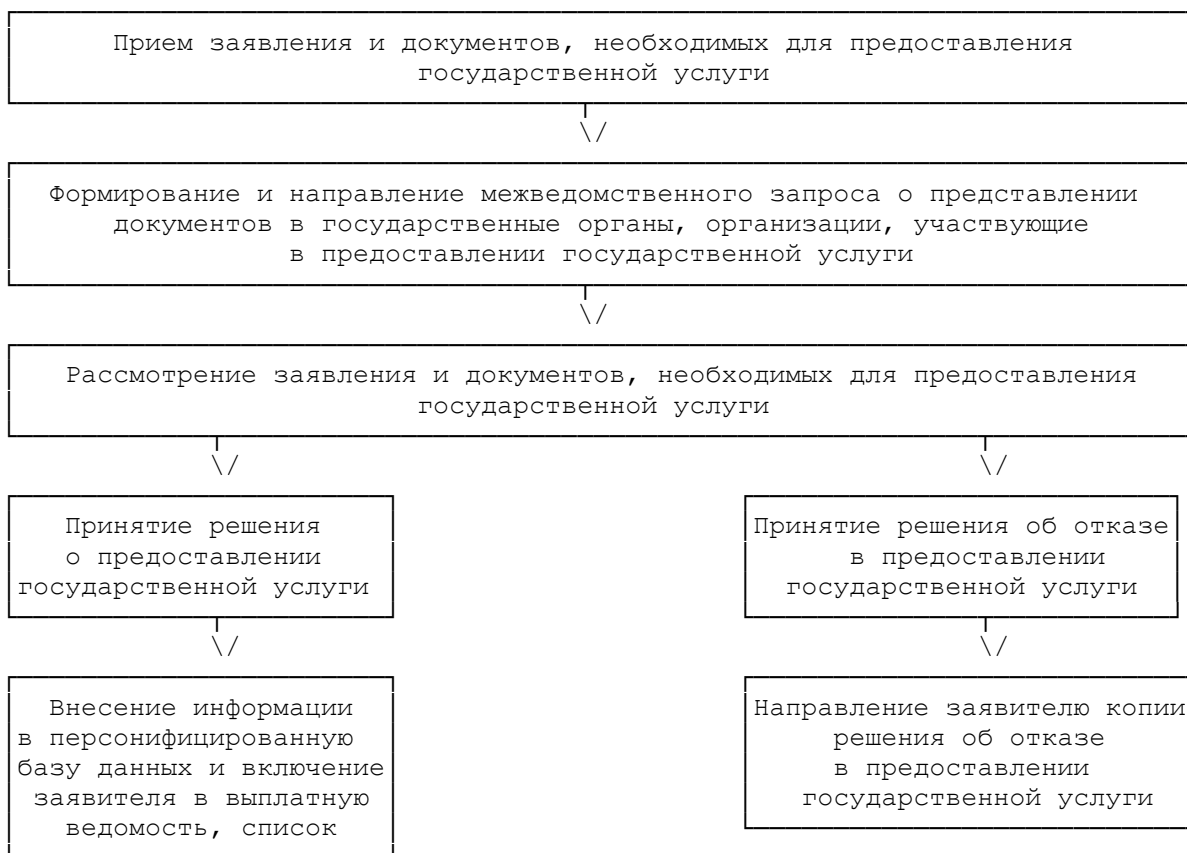 Прием заявления и документов, необходимых для предоставления
государственной услуги
Формирование и направление межведомственного запроса о представлении
документов в государственные органы, организации, участвующие
в предоставлении государственной услуги
Рассмотрение заявления и документов, необходимых для предоставления
государственной услуги
Принятие решения
о предоставлении
государственной услуги
Принятие решения об отказе
в предоставлении
государственной услуги
Внесение информации
в персонифицированную
базу данных и включение
заявителя в выплатную
ведомость, список
Направление заявителю копии
решения об отказе
в предоставлении
государственной услуги